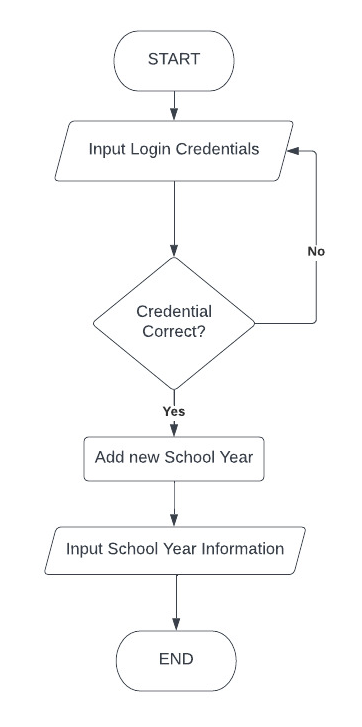 START
Input Login Credentials
No
Credential
Correct?
Yes
Add new School Year
Input School Year Information
END